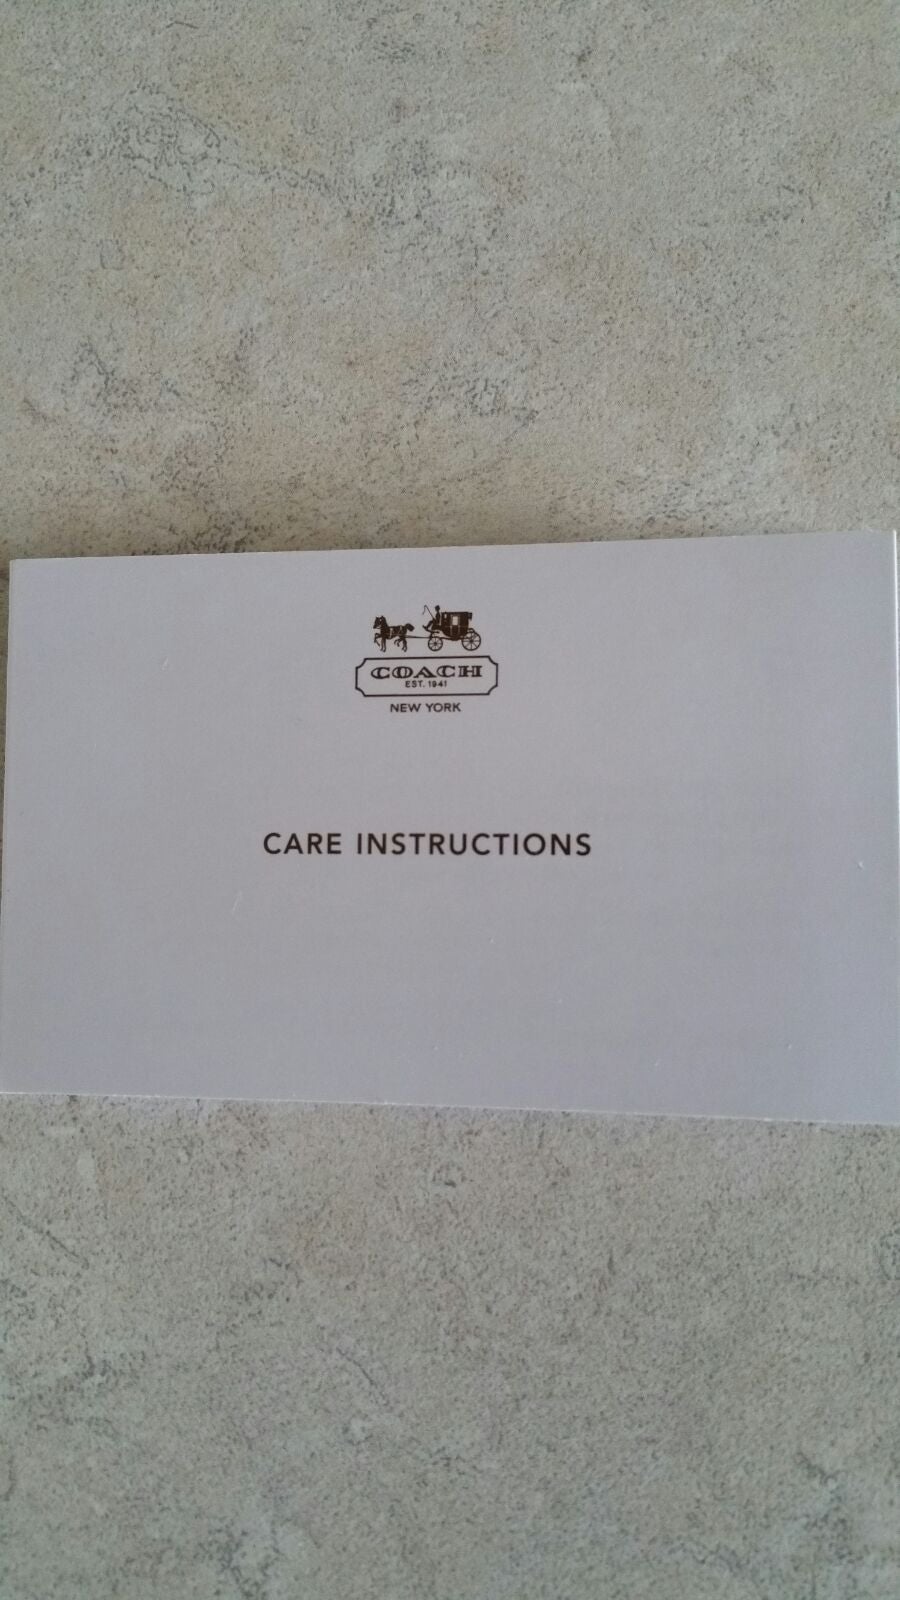 COACH
EST. 1941
NEW YORK
CARE INSTRUCTIONS